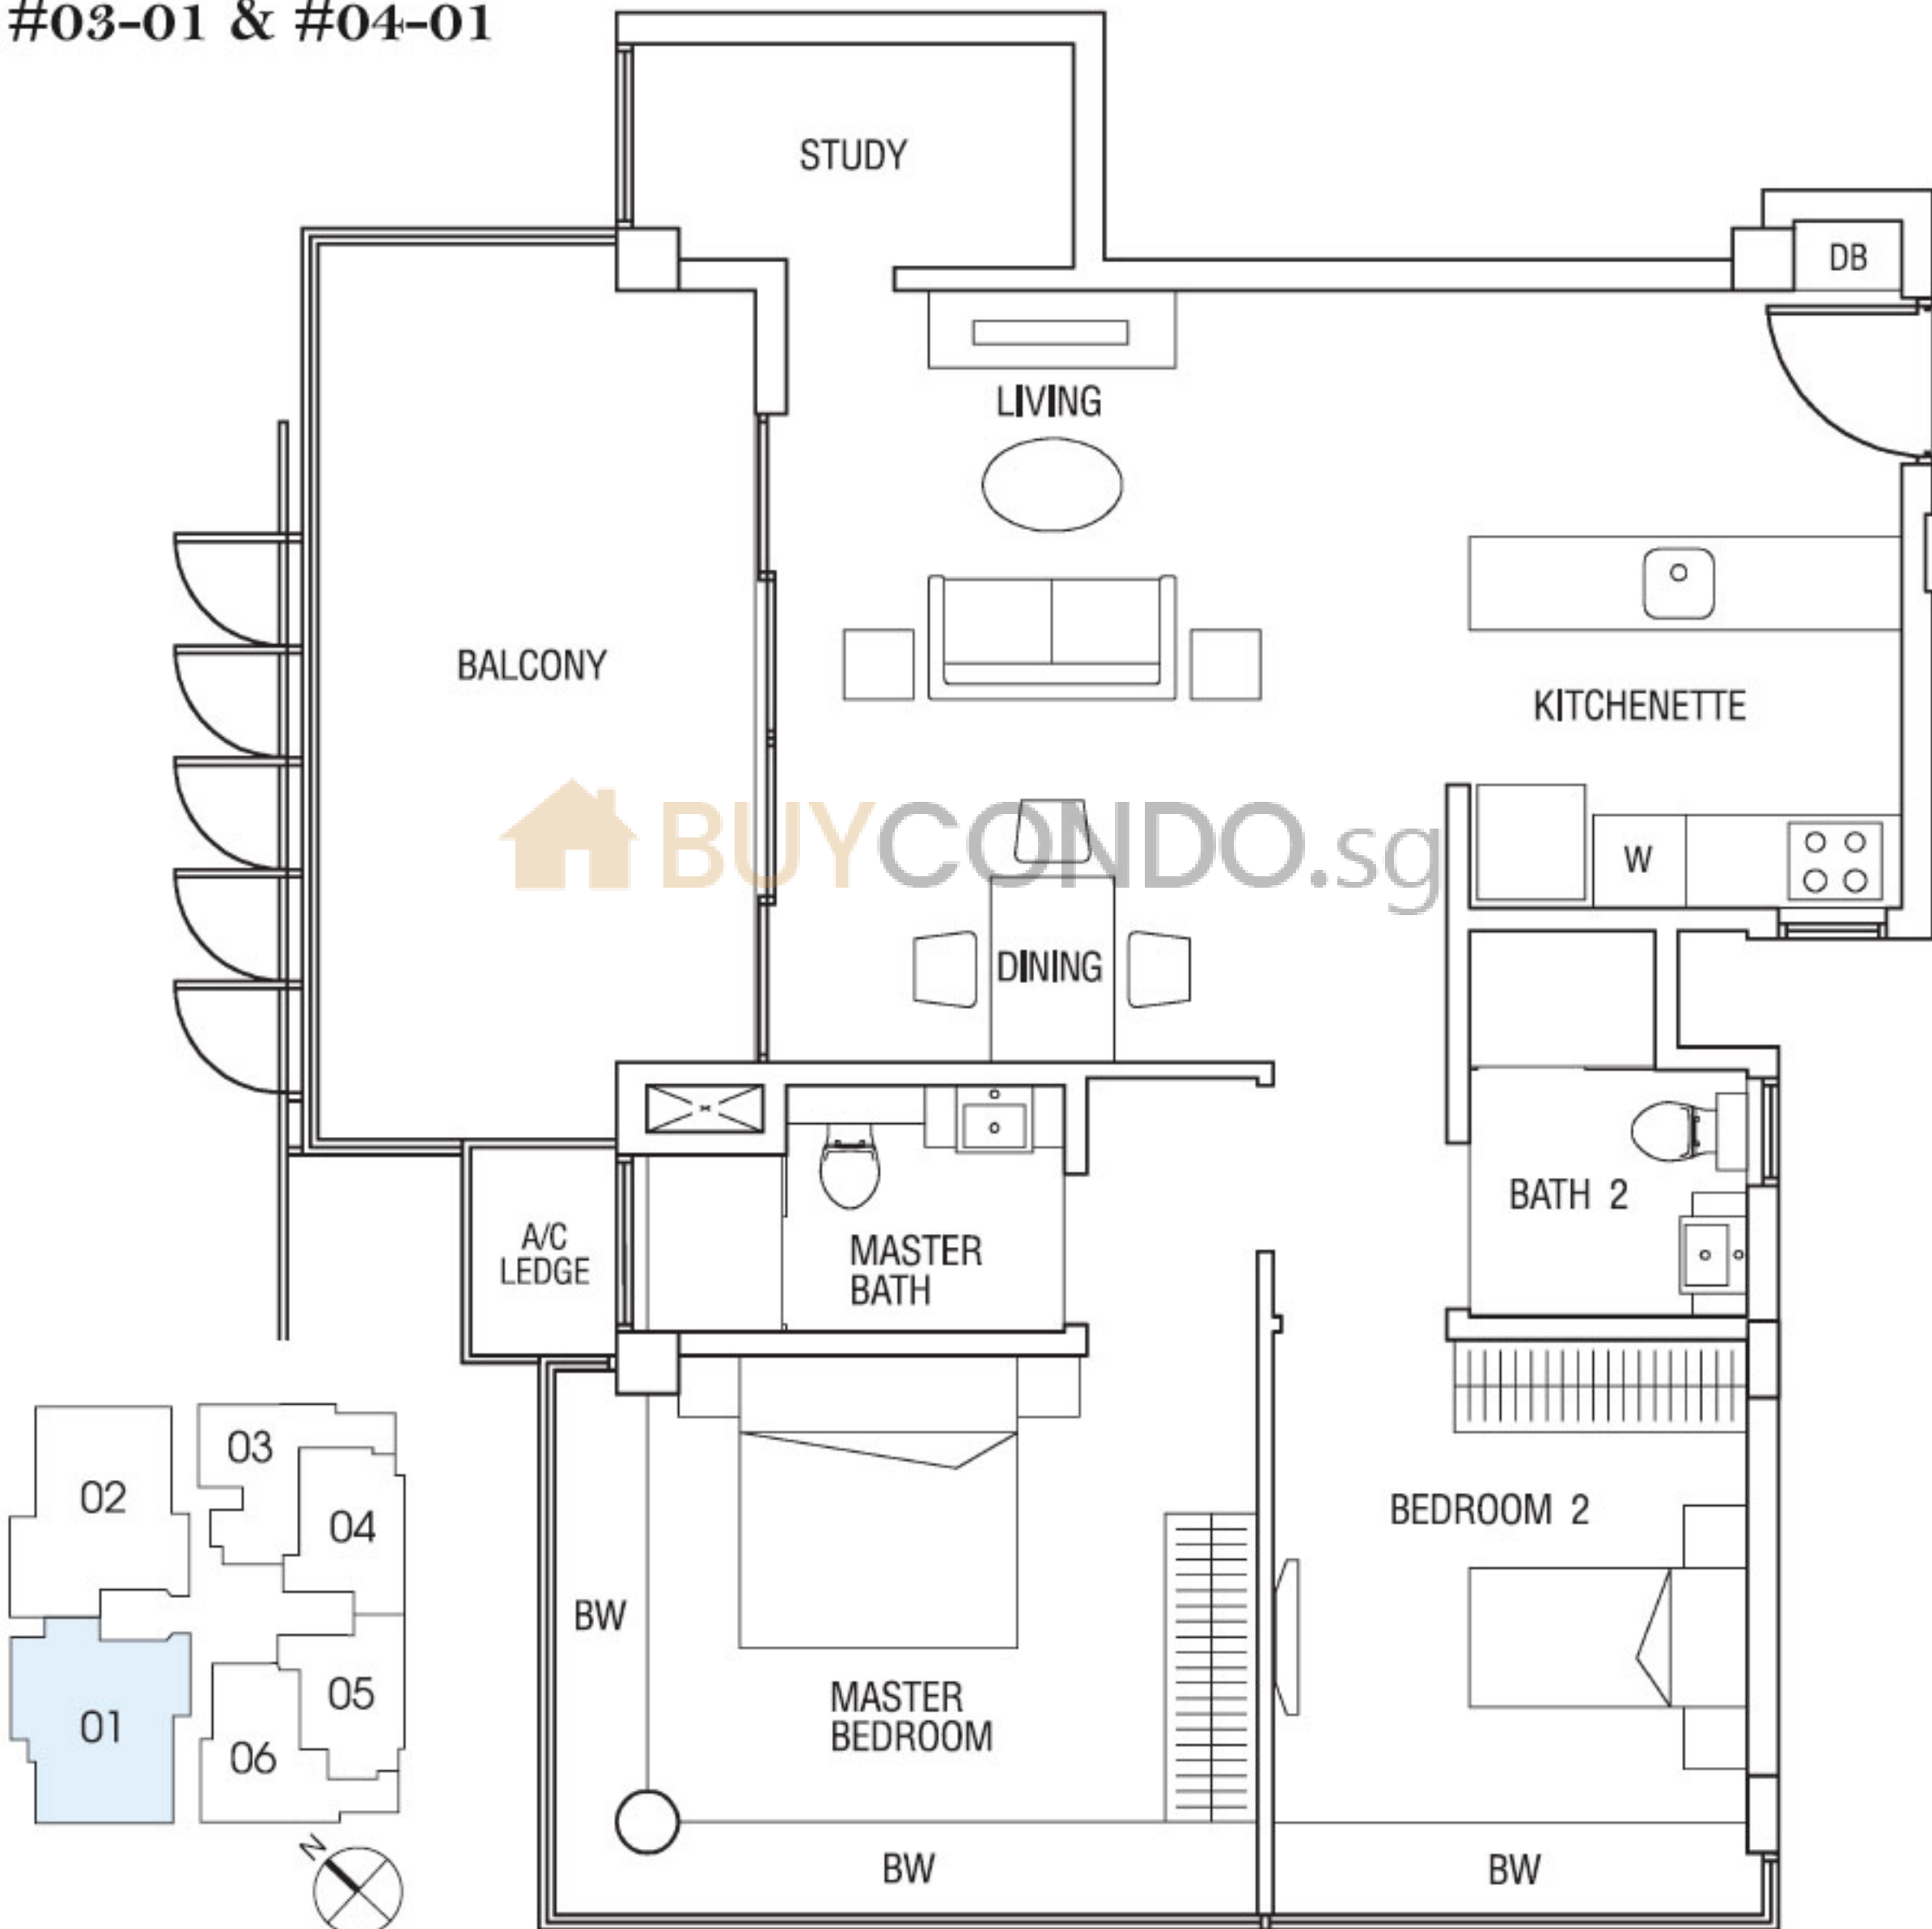 #03-01 & #04-01
STUDY
DB
LIVING
BALCONY
KITCHENETTE
BUYCONDO.sg
W
DINING
BATH 2
A/C
LEDGE
MASTER
BATH
03
02
04
BEDROOM 2
BW
MASTER
BEDROOM
01
05
06
N
BW
BW